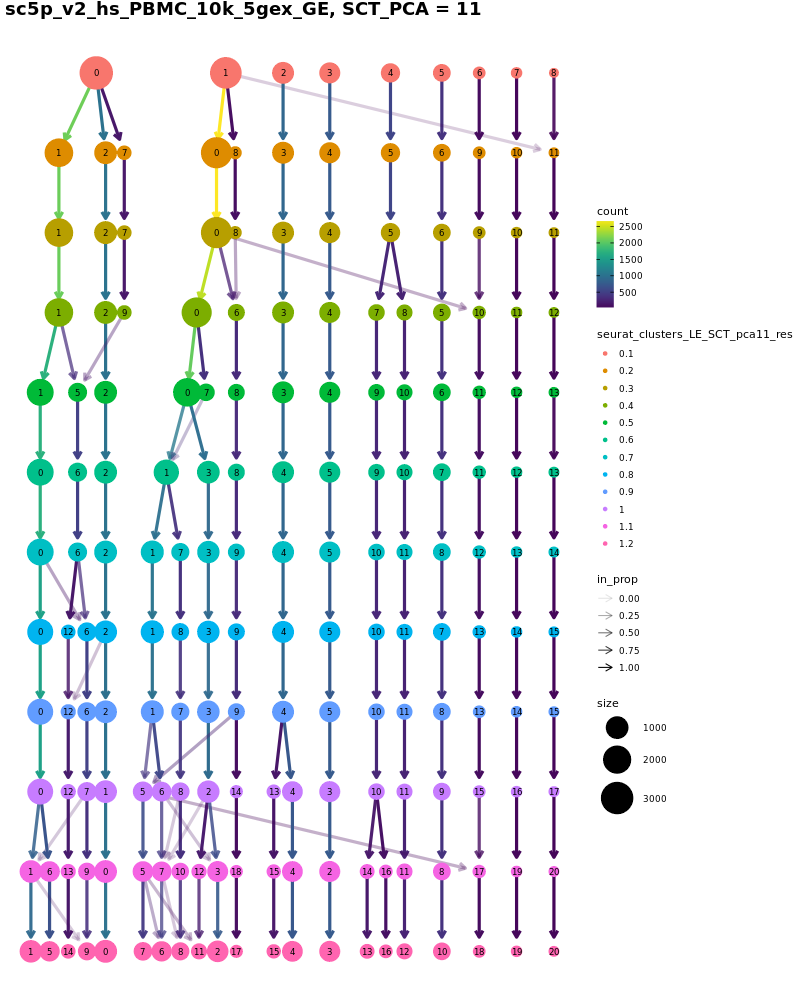 sc5p_v2_hs_PBMC_10k_5gex_GE, SCT_PCA = 11
0 1 2 3 4 5 6 7 8
1 2 7 0 8 3 4 5 6 9 10 11
1 2 7 0 8 3 4 5 6 9 10 11
1 2 9 0 6 3 4 7 8 5 10 11 12
1 5 2 0 7 8 3 4 9 10 6 11 12 13
0 6 2 1 3 8 4 5 9 10 7 11 12 13
0 6 2 1 7 3 9 4 5 10 11 8 12 13 14
0 12 6 2 1 8 3 9 4 5 10 11 7 13 14 15
0 12 6 2 1 7 3 9 4 5 10 11 8 13 14 15
0 12 7 1 5 6 8 2 14 13 4 3 10 11 9 15 16 17
1 6 13 9 0 5 7 10 12 3 18 15 4 2 14 16 11 8 17 19 20
1 5 14 9 0 7 6 8 11 2 17 15 4 3 13 16 12 10 18 19 20
count
2500
2000
1500
1000
500
seurat_clusters_LE_SCT_pca11_res
0.1
0.2
0.3
0.4
0.5
0.6
0.7
0.8
0.9
1
1.1
1.2
in_prop
0.00
0.25
0.50
0.75
1.00
size
1000
2000
3000